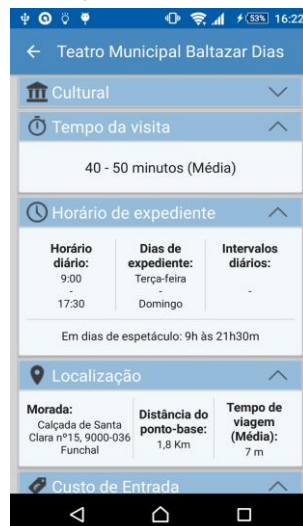 53% 16:22
Teatro Municipal Baltazar Dias
Cultural
Tempo da visita
40 - 50 minutos (Média)
Horário de expediente
Horário diário:
9:00
-
17:30
Dias de expediente:
Terça-feira
-
Domingo
Intervalos diários:
-
Em dias de espetáculo: 9h às 21h30m
Localização
Morada:
Calçada de Santa
Clara nº15, 9000-036
Funchal
Distância do
ponto-base:
1,8 Km
Tempo de
viagem
(Média):
7 m
Custo de Entrada